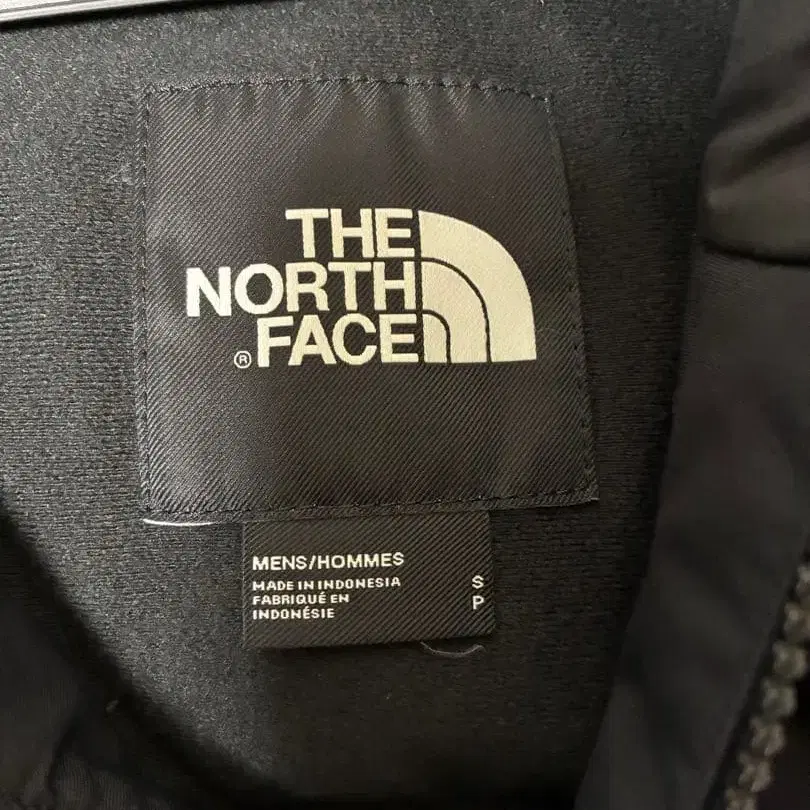 THE
NORTH
® FACE
MENS/HOMMES
MADE IN INDONESIA S
FABRIQUÉ EN P
INDONÉSIE